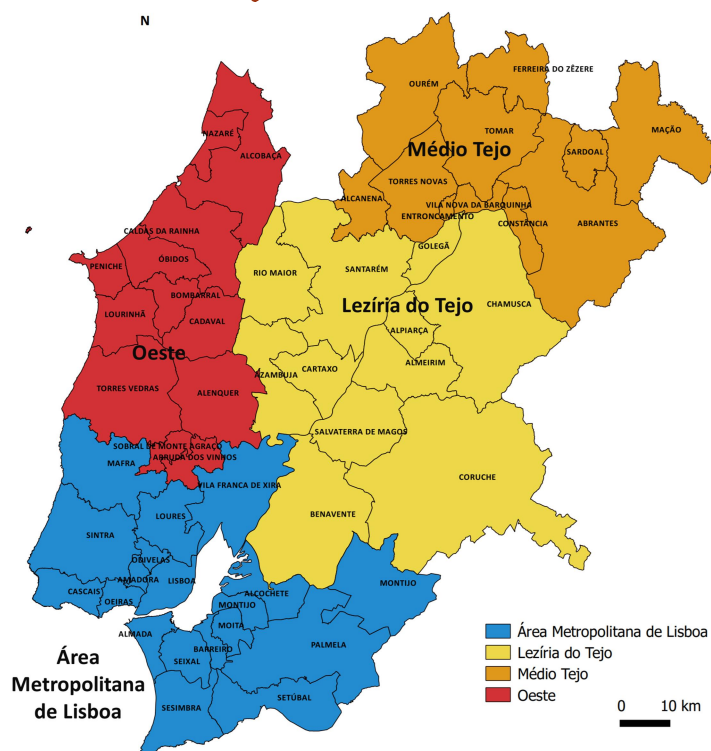 N
FERREIRA DO ZÊZERE
OURÉM
NAZARÉ
TOMAR
MAÇÃO
ALCOBAÇA
Médio Tejo
SARDOAL
TORRES NOVAS
ALCANENA
VILA NOVA DA BARQUINHA
ENTRONCAMENTO
CONSTÂNCIA
ABRANTES
CALDAS DA RAINHA
GOLEGÃ
ÓBIDOS
PENICHE
RIO MAIOR
SANTARÉM
BOMBARRAL
LOURINHÃ
Lezíria do Tejo
CHAMUSCA
CADAVAL
ALPIARÇA
Oeste
ALMEIRIM
CARTAXO
AZAMBUJA
TORRES VEDRAS
ALENQUER
SALVATERRA DE MAGOS
SOBRAL DE MONTE AGRAÇO
ARRUDA DOS VINHOS
MAFRA
CORUCHE
VILA FRANCA DE XIRA
BENAVENTE
LOURES
SINTRA
ODIVELAS
AMADORA
LISBOA
MONTIJO
CASCAIS
OEIRAS
ALCOCHETE
MONTIJO
MOITA
ALMADA
Área Metropolitana de Lisboa
BARREIRO
PALMELA
SEIXAL
Lezíria do Tejo
Área
Metropolitana
de Lisboa
Médio Tejo
SETÚBAL
Oeste
SESIMBRA
0 10 km